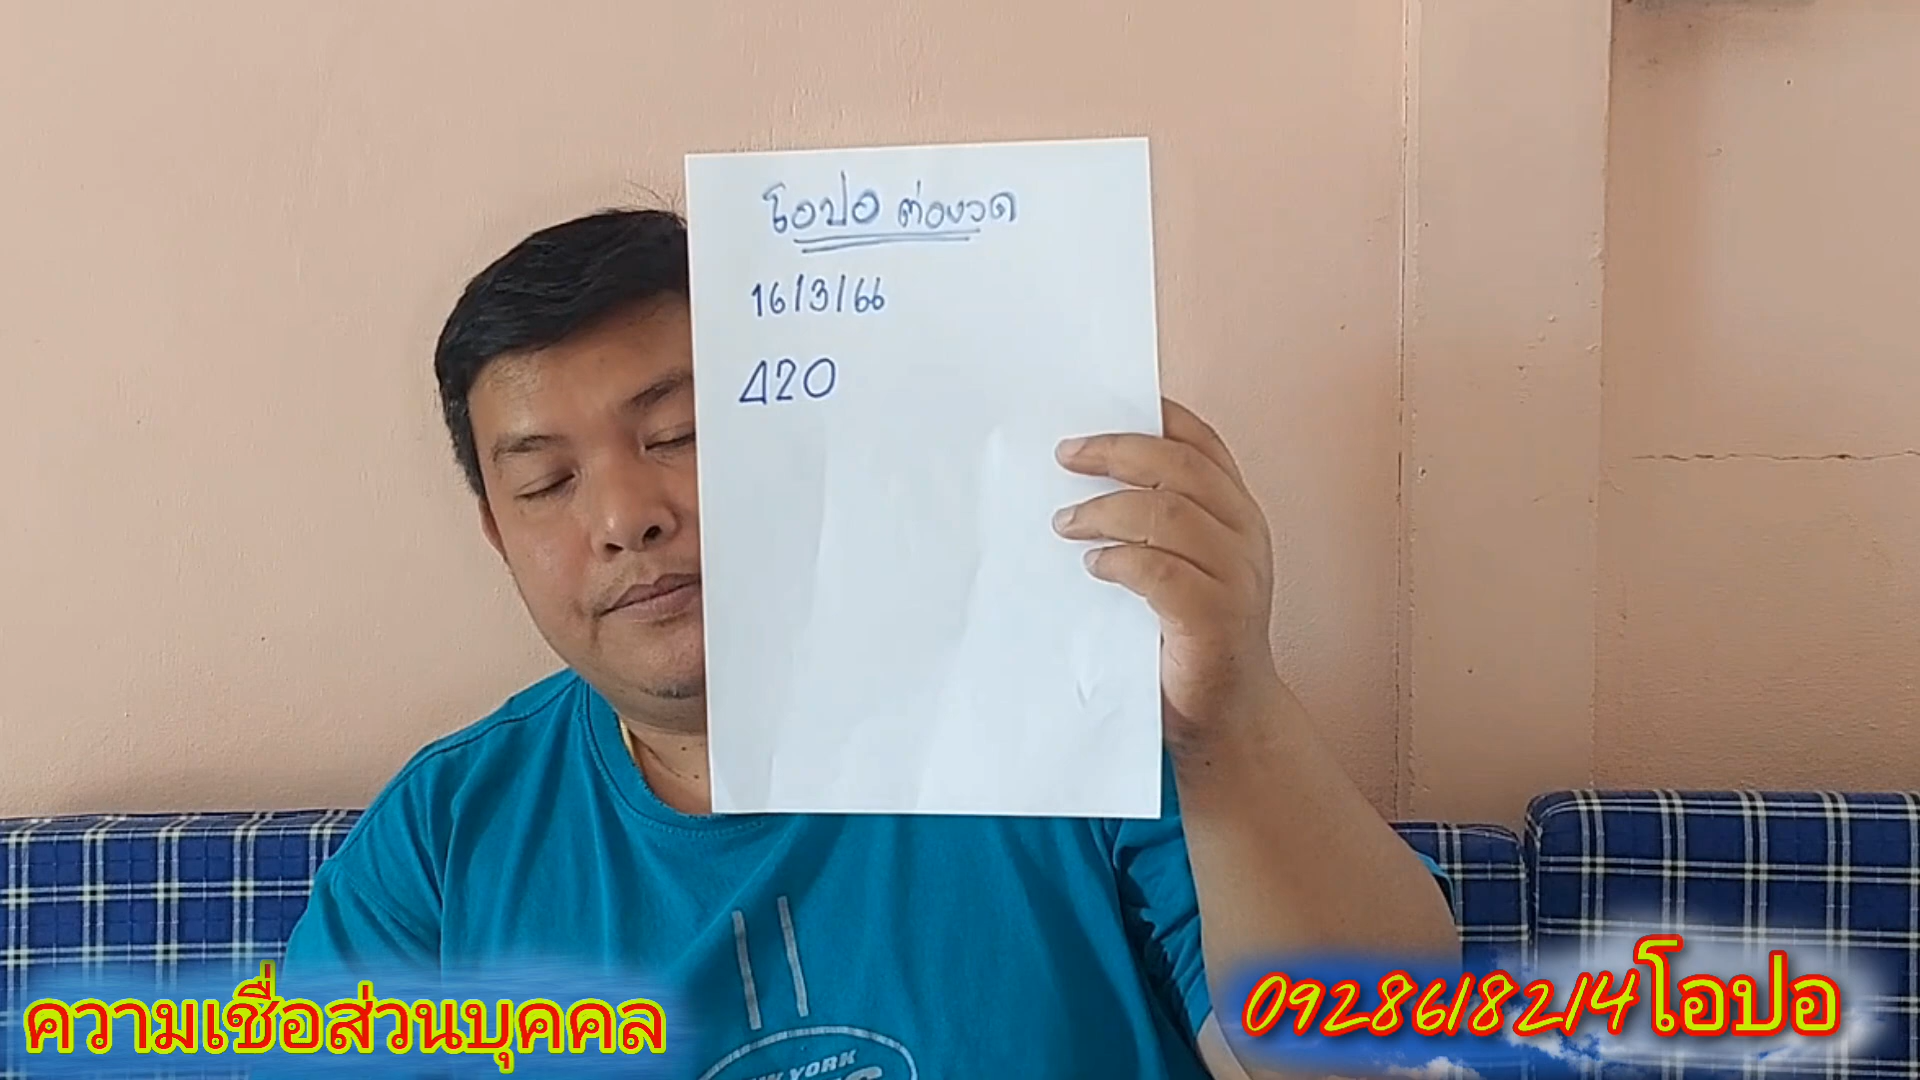 โอปอ ต่องวด
16/3/66
420
ความเชื่อส่วนบุคคล
0928618214โอปอ
YORK